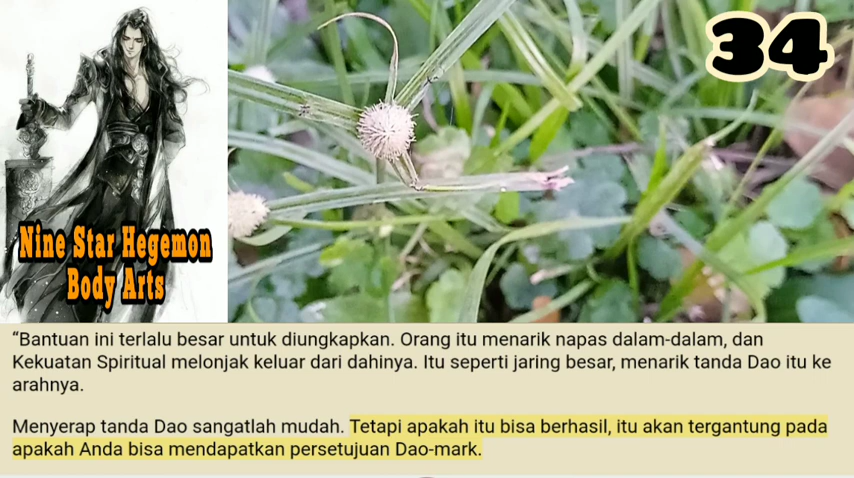 34
Nine Star Hegemon
Body Arts
“Bantuan ini terlalu besar untuk diungkapkan. Orang itu menarik napas dalam-dalam, dan
Kekuatan Spiritual melonjak keluar dari dahinya. Itu seperti jaring besar, menarik tanda Dao itu ke
arahnya.
Menyerap tanda Dao sangatlah mudah. Tetapi apakah itu bisa berhasil, itu akan tergantung pada
apakah Anda bisa mendapatkan persetujuan Dao-mark.